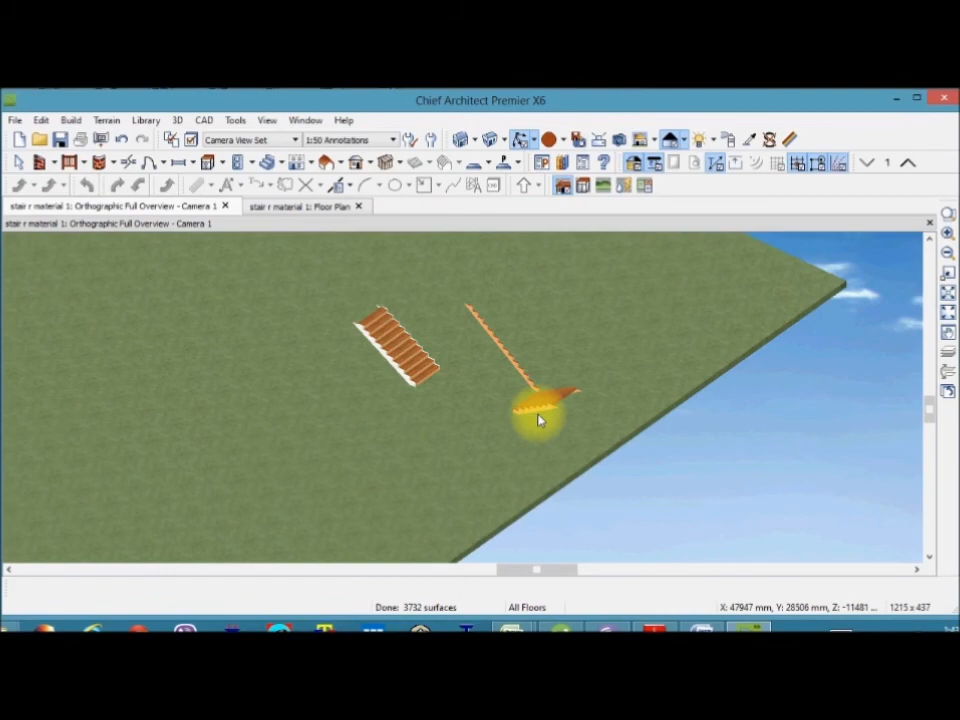 Chief Architect Premier X6
File Edit Build Terrain Library 3D CAD Tools View Window Help
Camera View Set 1:50 Annotations
1
stair r material 1: Orthographic Full Overview - Camera 1 stair r material 1: Floor Plan
stair r material 1: Orthographic Full Overview - Camera 1
Done: 3732 surfaces All Floors X: 47947 mm, Y: 28506 mm, Z: -11481 ... 1215 x 437